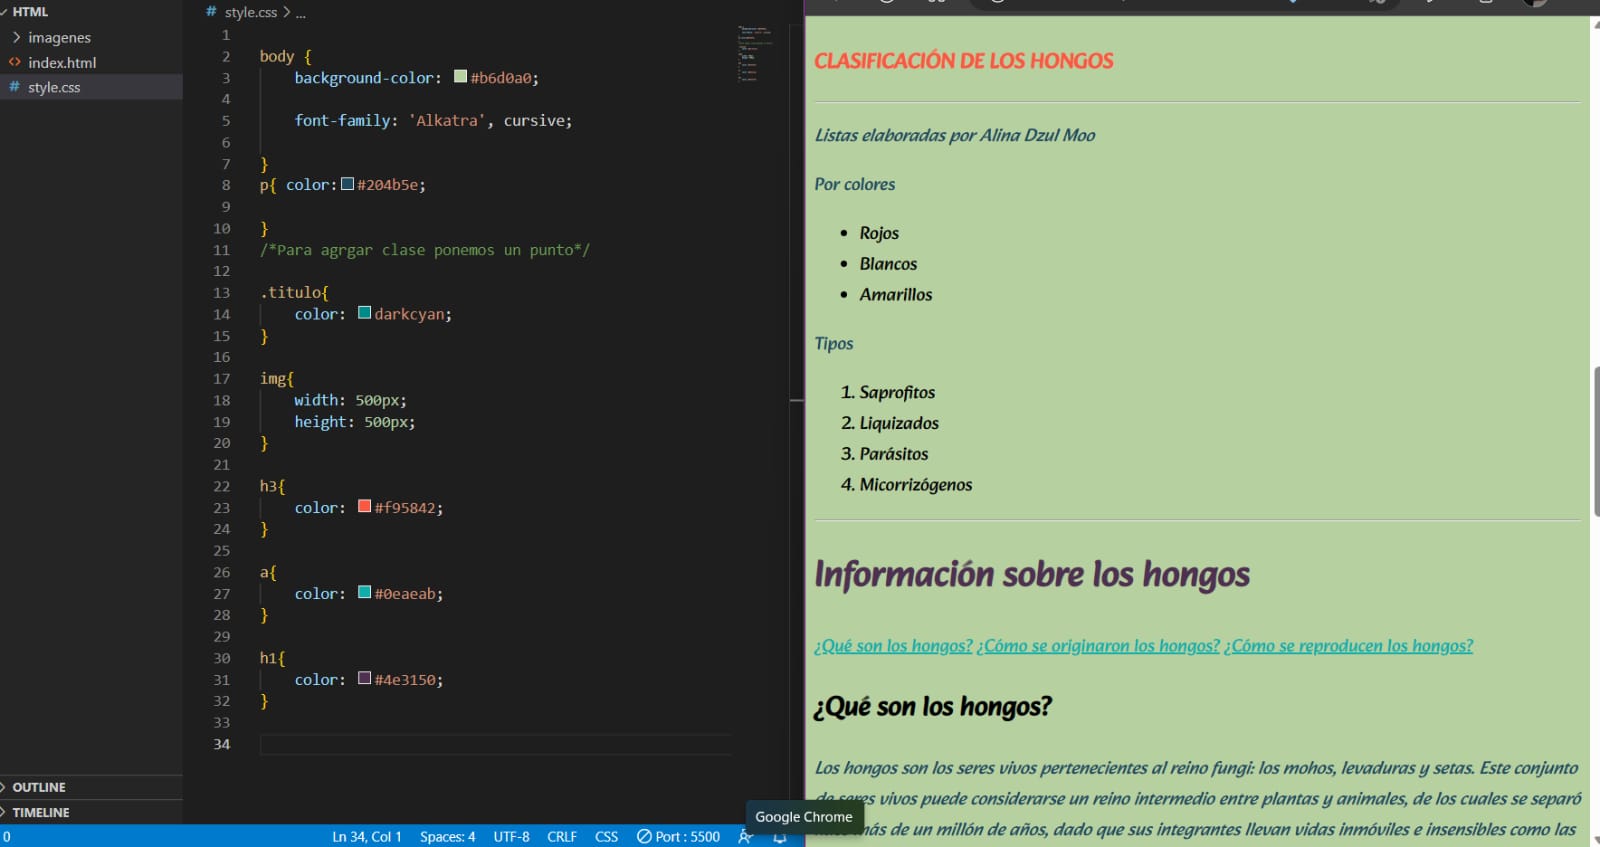 HTML
imagenes
<> index.html
# style.css
OUTLINE
TIMELINE
# style.css > ...
1
2 body {
3 background-color: #b6d0a0;
4
5 font-family: 'Alkatra', cursive;
6
7 }
8 p{ color: #204b5e;
9
10 }
11 /*Para agrgar clase ponemos un punto*/
12
13 .titulo{
14 color: darkcyan;
15 }
16
17 img{
18 width: 500px;
19 height: 500px;
20 }
21
22 h3{
23 color: #f95842;
24 }
25
26 a{
27 color: #0eaeab;
28 }
29
30 h1{
31 color: #4e3150;
32 }
33
34
0 Ln 34, Col 1 Spaces: 4 UTF-8 CRLF CSS Port : 5500
Google Chrome
CLASIFICACIÓN DE LOS HONGOS
Listas elaboradas por Alina Dzul Moo
Por colores
• Rojos
• Blancos
• Amarillos
Tipos
1. Saprofitos
2. Liquizados
3. Parásitos
4. Micorrizógenos
Información sobre los hongos
¿Qué son los hongos? ¿Cómo se originaron los hongos? ¿Cómo se reproducen los hongos?
¿Qué son los hongos?
Los hongos son los seres vivos pertenecientes al reino fungi: los mohos, levaduras y setas. Este conjunto
de seres vivos puede considerarse un reino intermedio entre plantas y animales, de los cuales se separó
más de un millón de años, dado que sus integrantes llevan vidas inmóviles e insensibles como las